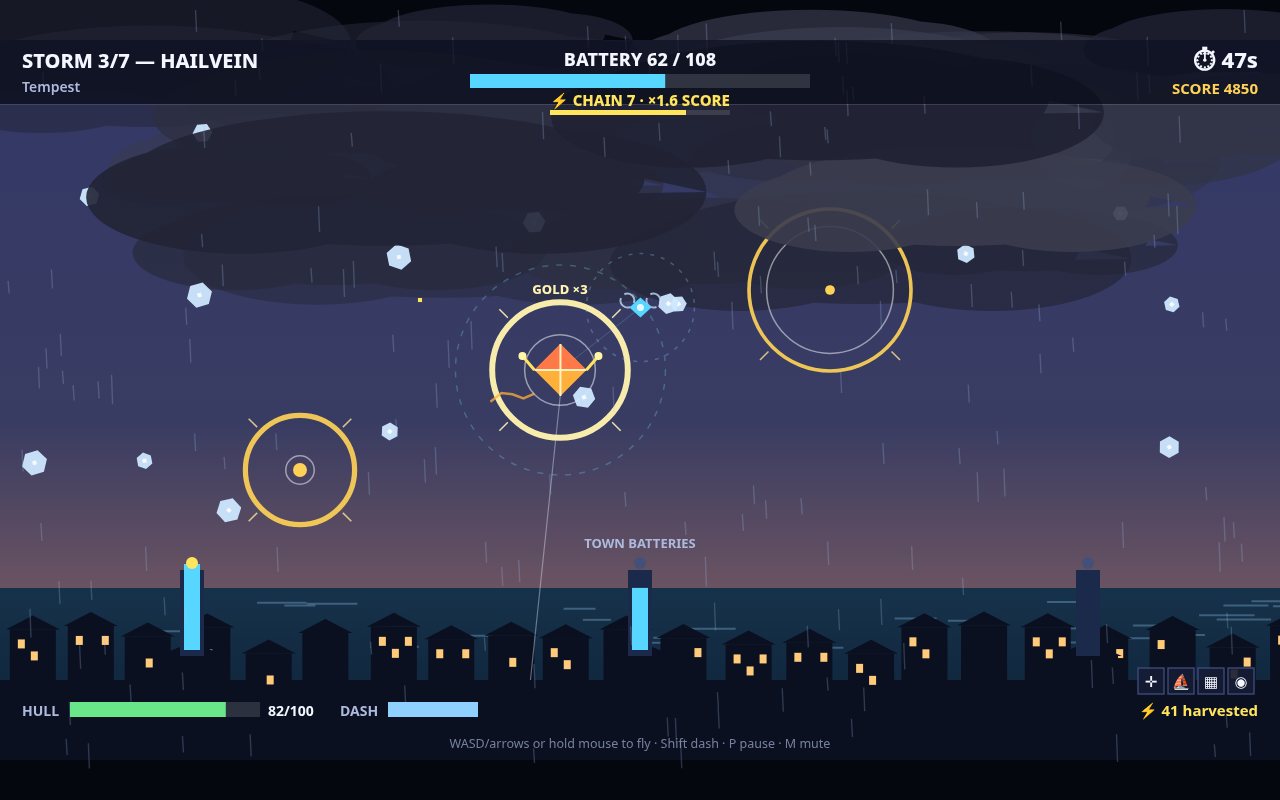 STORM 3/7 — HAILVEIN
Tempest
BATTERY 62 / 108
⚡ CHAIN 7 · ×1.6 SCORE
⏱ 47s
SCORE 4850
GOLD ×3
TOWN BATTERIES
HULL 82/100 DASH
⚡ 41 harvested
WASD/arrows or hold mouse to fly · Shift dash · P pause · M mute